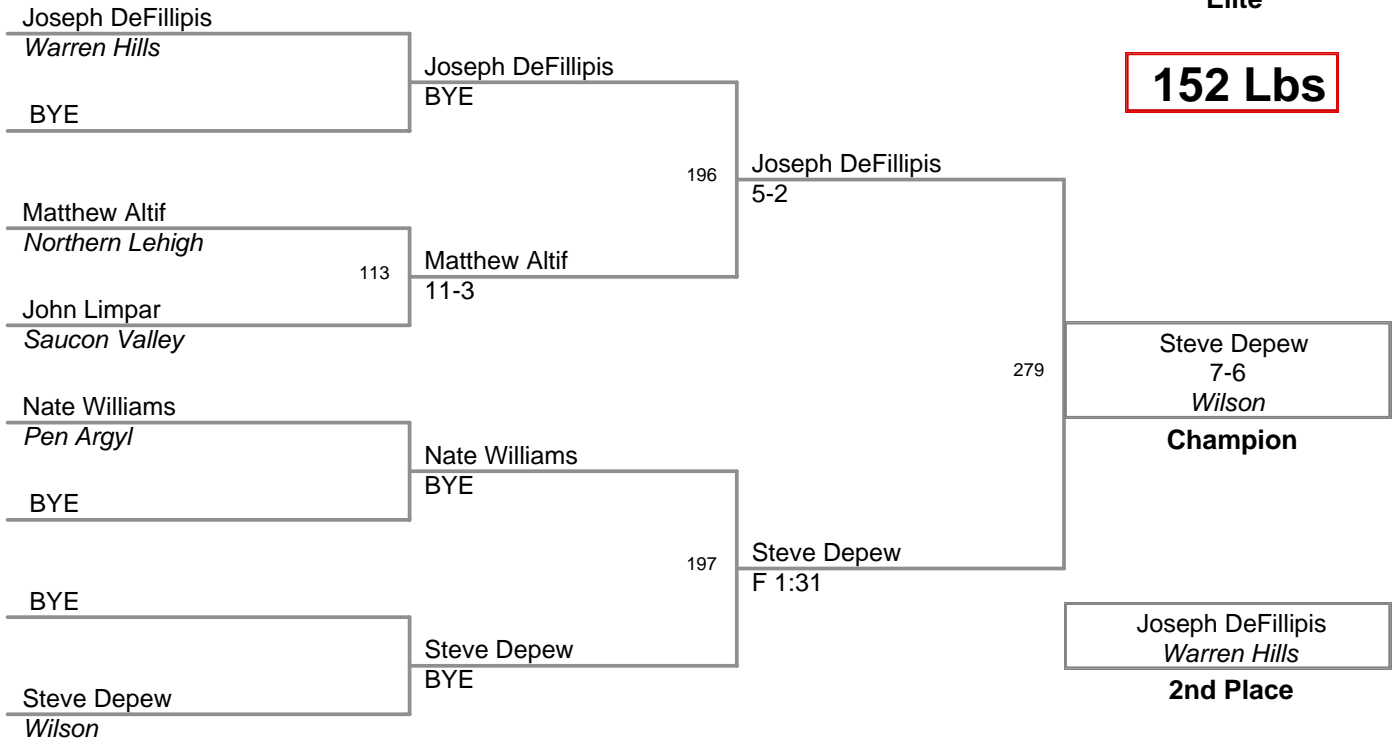 Elite
152 Lbs
Joseph DeFillipis
Warren Hills
BYE
Matthew Altif
Northern Lehigh
John Limpar
Saucon Valley
Nate Williams
Pen Argyl
BYE
BYE
Steve Depew
Wilson
Joseph DeFillipis
BYE
113
Matthew Altif
11-3
Nate Williams
BYE
Steve Depew
BYE
196
Joseph DeFillipis
5-2
197
Steve Depew
F 1:31
279
Steve Depew
7-6
Wilson
Champion
Joseph DeFillipis
Warren Hills
2nd Place